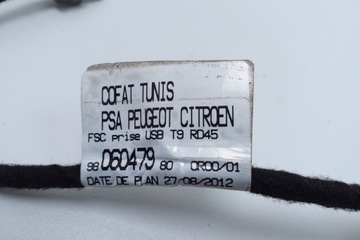 COFAT TUNIS
PSA PEUGEOT CITROEN
FSC prise USB T9 RD45
98 060479 80 OR00/01
DATE DE PLAN 27/08/2012